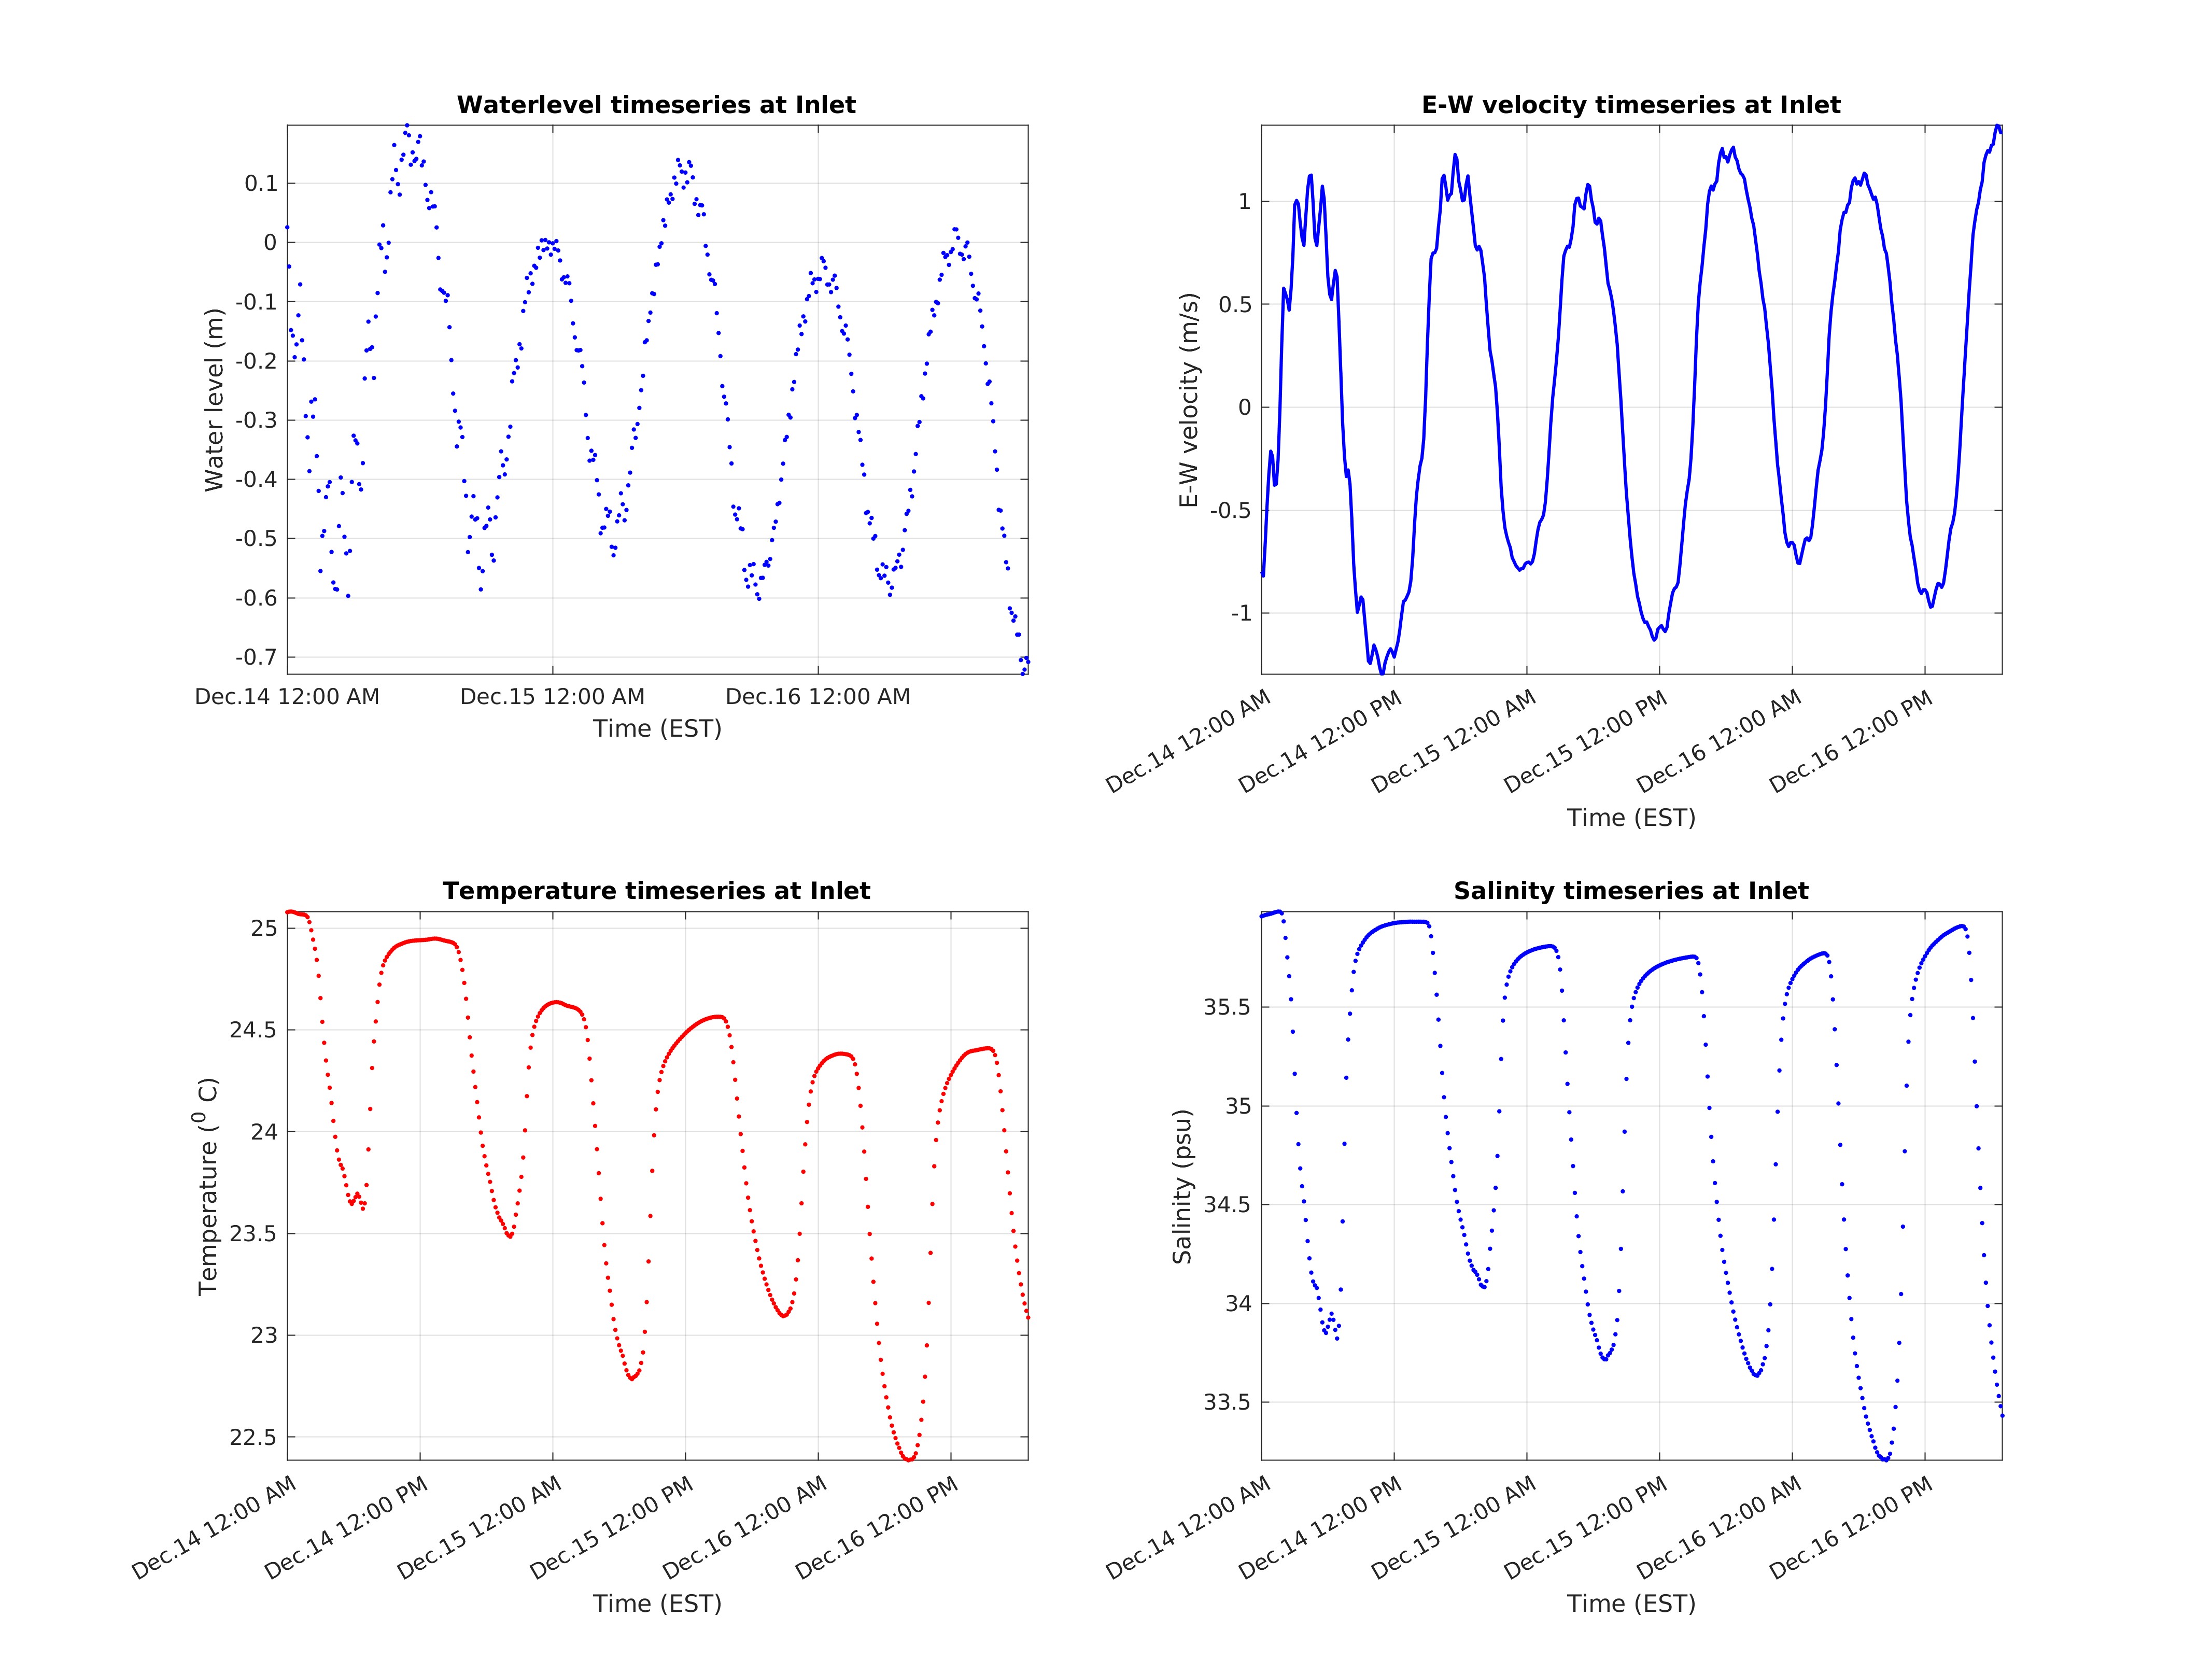 Waterlevel timeseries at Inlet
0.1
0
-0.1
-0.2
-0.3
-0.4
-0.5
-0.6
-0.7
Water level (m)
Dec.14 12:00 AM
Dec.15 12:00 AM
Dec.16 12:00 AM
Time (EST)
E-W velocity timeseries at Inlet
1
0.5
0
-0.5
-1
E-W velocity (m/s)
Dec.14 12:00 AM
Dec.14 12:00 PM
Dec.15 12:00 AM
Dec.15 12:00 PM
Dec.16 12:00 AM
Dec.16 12:00 PM
Time (EST)
Temperature timeseries at Inlet
25
24.5
24
23.5
23
22.5
Temperature (⁰ C)
Dec.14 12:00 AM
Dec.14 12:00 PM
Dec.15 12:00 AM
Dec.15 12:00 PM
Dec.16 12:00 AM
Dec.16 12:00 PM
Time (EST)
Salinity timeseries at Inlet
35.5
35
34.5
34
33.5
Salinity (psu)
Dec.14 12:00 AM
Dec.14 12:00 PM
Dec.15 12:00 AM
Dec.15 12:00 PM
Dec.16 12:00 AM
Dec.16 12:00 PM
Time (EST)